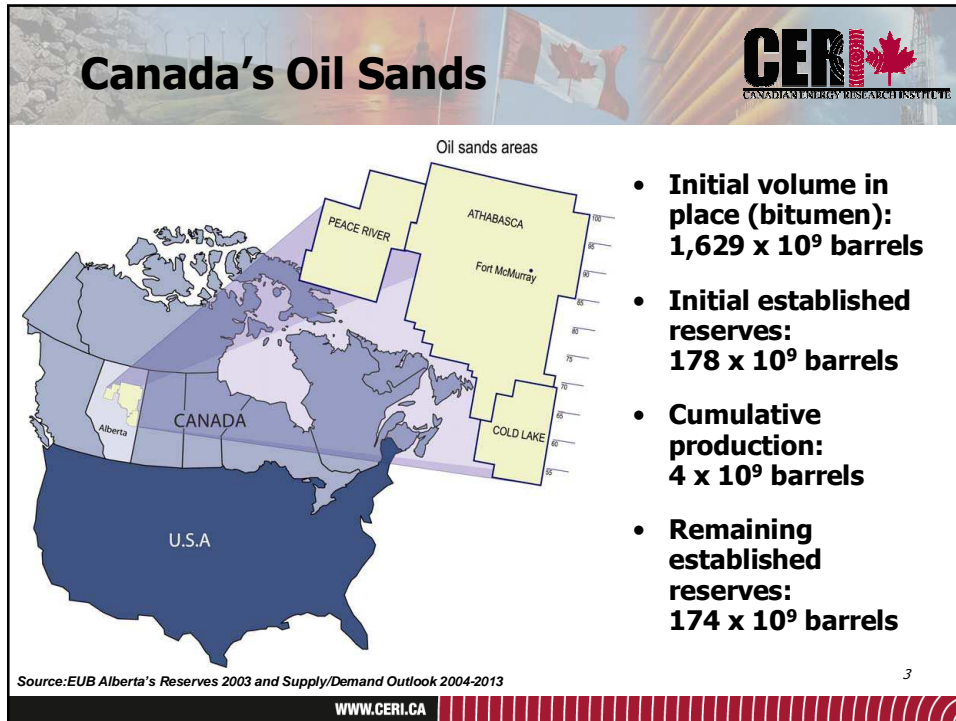 Canada's Oil Sands
CERI
CANADIAN ENERGY RESEARCH INSTITUTE
Oil sands areas
PEACE RIVER
ATHABASCA
Fort McMurray
COLD LAKE
100
95
90
85
80
75
70
65
60
55
CANADA
Alberta
U.S.A
• Initial volume in
place (bitumen):
1,629 x 10⁹ barrels
• Initial established
reserves:
178 x 10⁹ barrels
• Cumulative
production:
4 x 10⁹ barrels
• Remaining
established
reserves:
174 x 10⁹ barrels
Source:EUB Alberta's Reserves 2003 and Supply/Demand Outlook 2004-2013
3
WWW.CERI.CA